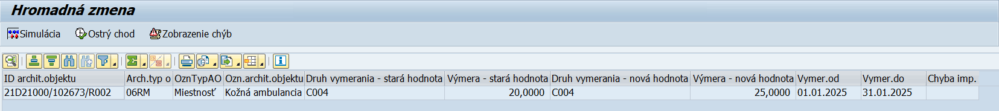 Hromadná zmena
Simulácia Ostrý chod Zobrazenie chýb
ID archit.objektu Arch.typ o OznTypAO Ozn.archit.objektu Druh vymerania - stará hodnota Výmera - stará hodnota Druh vymerania - nová hodnota Výmera - nová hodnota Vymer.od Vymer.do Chyba imp.
21D21000/102673/R002 06RM Miestnosť Kožná ambulancia C004 20,0000 C004 25,0000 01.01.2025 31.01.2025